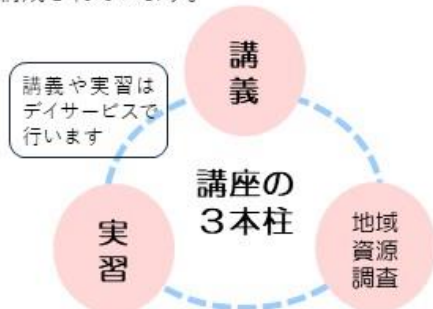 講義
講義や実習は
デイサービスで
行います
講座の
３本柱
実習
地域
資源
調査